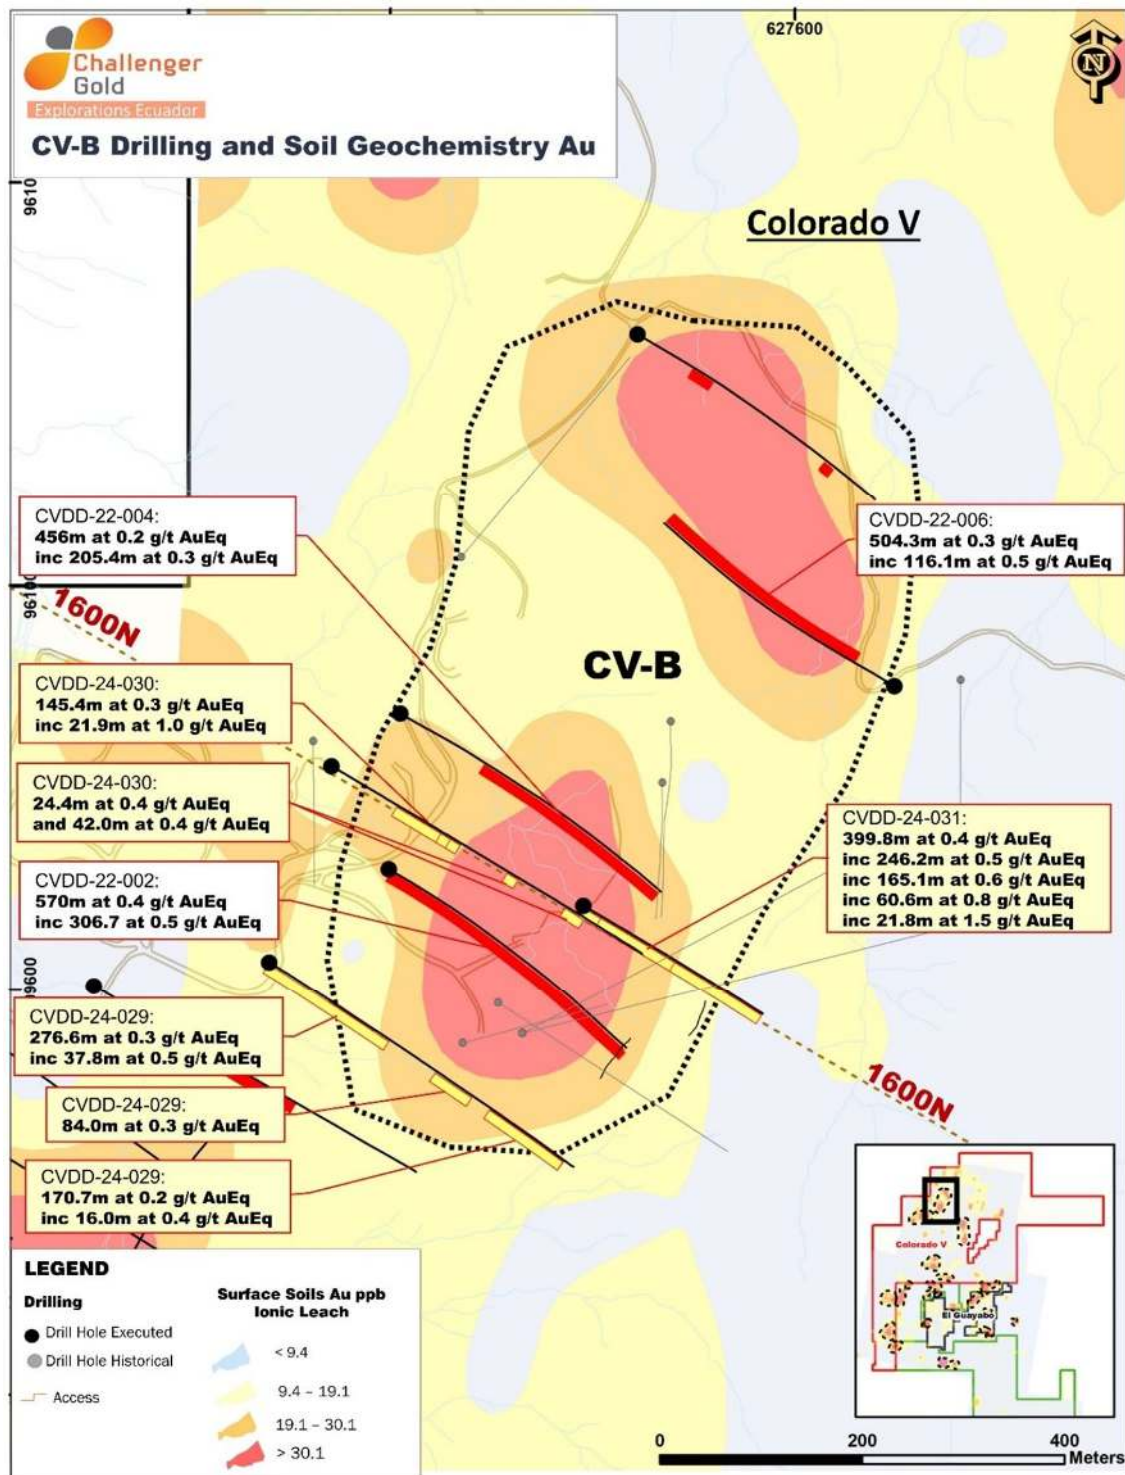 Challenger
Gold
Explorations Ecuador
CV-B Drilling and Soil Geochemistry Au
627600
N
9610
Colorado V
CVDD-22-004:
456m at 0.2 g/t AuEq
inc 205.4m at 0.3 g/t AuEq
CVDD-22-006:
504.3m at 0.3 g/t AuEq
inc 116.1m at 0.5 g/t AuEq
96100
1600N
CV-B
CVDD-24-030:
145.4m at 0.3 g/t AuEq
inc 21.9m at 1.0 g/t AuEq
CVDD-24-030:
24.4m at 0.4 g/t AuEq
and 42.0m at 0.4 g/t AuEq
CVDD-24-031:
399.8m at 0.4 g/t AuEq
inc 246.2m at 0.5 g/t AuEq
inc 165.1m at 0.6 g/t AuEq
inc 60.6m at 0.8 g/t AuEq
inc 21.8m at 1.5 g/t AuEq
CVDD-22-002:
570m at 0.4 g/t AuEq
inc 306.7 at 0.5 g/t AuEq
09600
CVDD-24-029:
276.6m at 0.3 g/t AuEq
inc 37.8m at 0.5 g/t AuEq
1600N
CVDD-24-029:
84.0m at 0.3 g/t AuEq
CVDD-24-029:
170.7m at 0.2 g/t AuEq
inc 16.0m at 0.4 g/t AuEq
Colorado V
El Guayabo
LEGEND
Drilling
Drill Hole Executed
Drill Hole Historical
Access
Surface Soils Au ppb
Ionic Leach
< 9.4
9.4 – 19.1
19.1 – 30.1
> 30.1
0 200 400
Meters